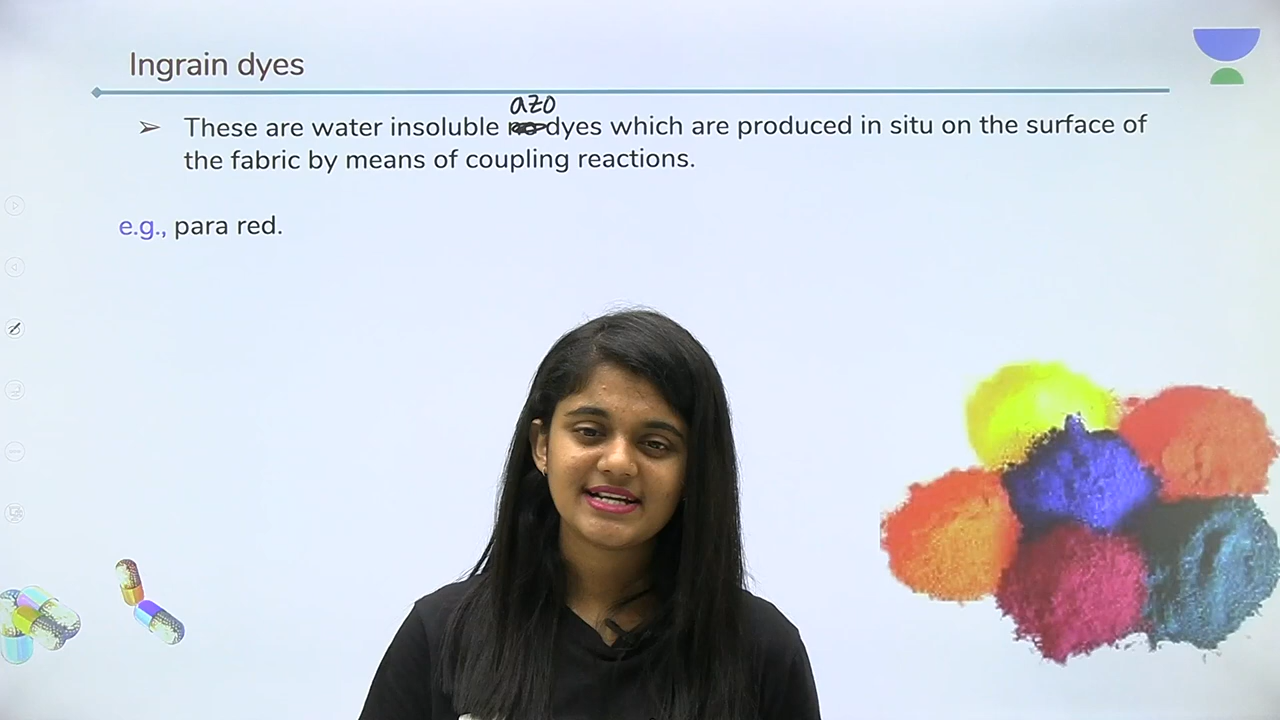 Ingrain dyes
azo
➢ These are water insoluble dyes which are produced in situ on the surface of
the fabric by means of coupling reactions.
e.g., para red.